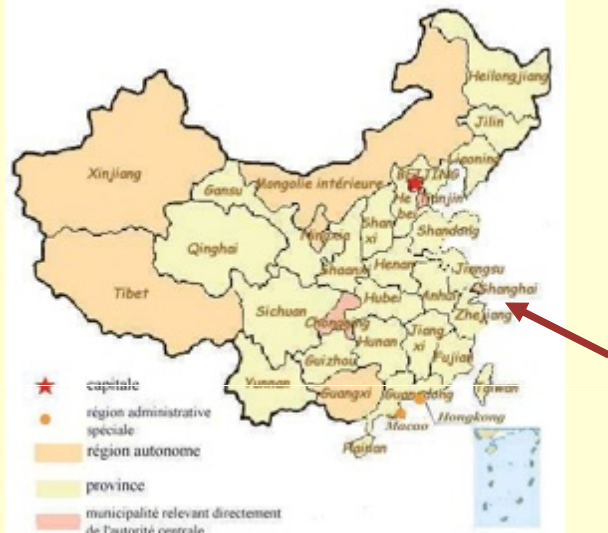 Heilongjiang
Jilin
Liaoning
BEIJING
Xinjiang
Gansu
Mongolie intérieure
Tianjin
He
bei
Ningxia
Shan
xi
Shandong
Qinghai
Shaanxi
Henan
Jiangsu
Shanghai
Tibet
Sichuan
Chongqing
Hubei
Anhui
Zhejiang
Hunan
Jiang
xi
Fujian
Guizhou
Yunnan
Guangxi
Guangdong
Taiwan
Hongkong
Macao
Hainan
capitale
région administrative
spéciale
région autonome
province
municipalité relevant directement
de l'autorité centrale